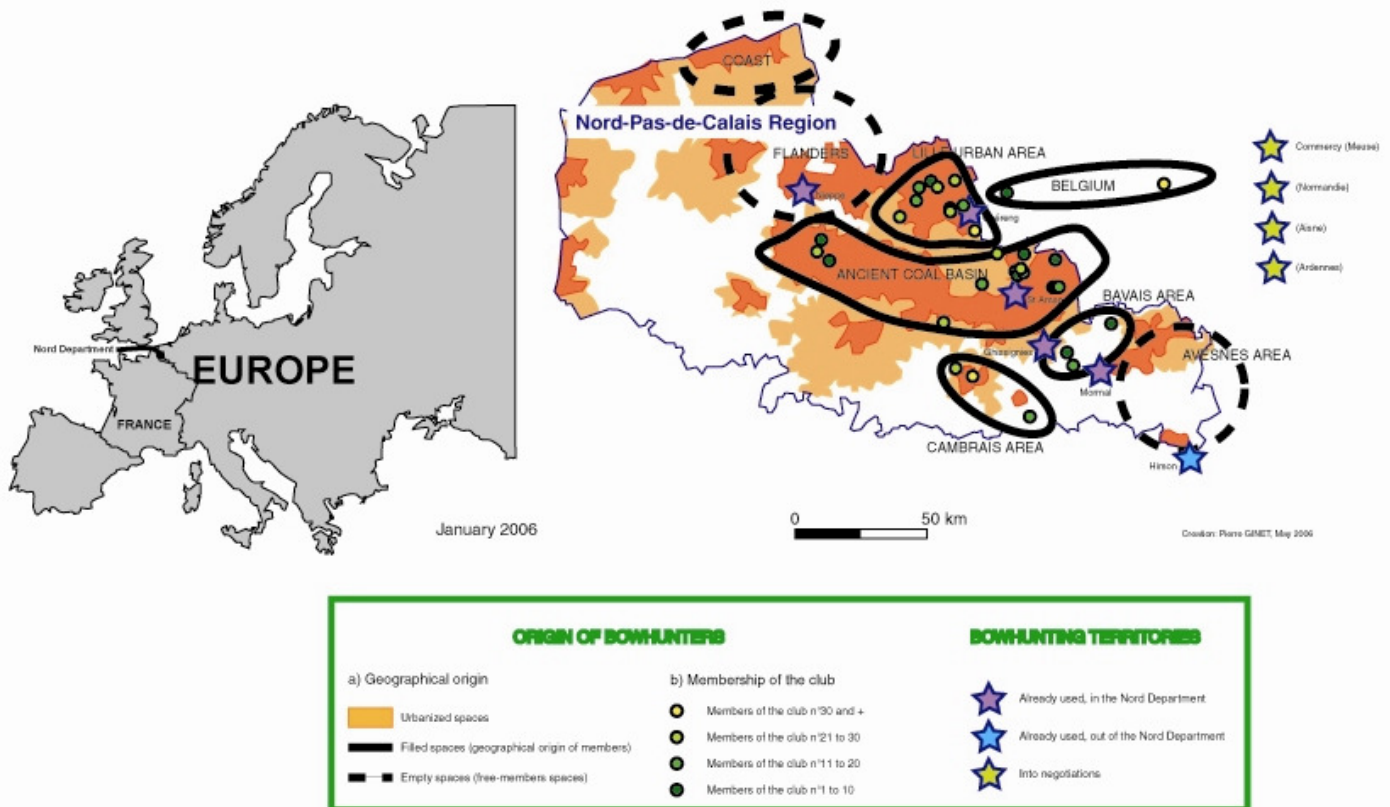 COAST
Nord-Pas-de-Calais Region
FLANDERS
LILLE URBAN AREA
BELGIUM
ANCIENT COAL BASIN
BAVAIS AREA
AVESNES AREA
Mormal
CAMBRAIS AREA
Hirson
Commercy (Meuse)
(Normandie)
(Aisne)
(Ardennes)
Nord Department
EUROPE
FRANCE
January 2006
0 50 km
Creation: Pierre GINET, May 2006
ORIGIN OF BOWHUNTERS
a) Geographical origin
Urbanized spaces
Filled spaces (geographical origin of members)
Empty spaces (free-members spaces)
b) Membership of the club
Members of the club n°30 and +
Members of the club n°21 to 30
Members of the club n°11 to 20
Members of the club n°1 to 10
BOWHUNTING TERRITORIES
Already used, in the Nord Department
Already used, out of the Nord Department
Into negotiations